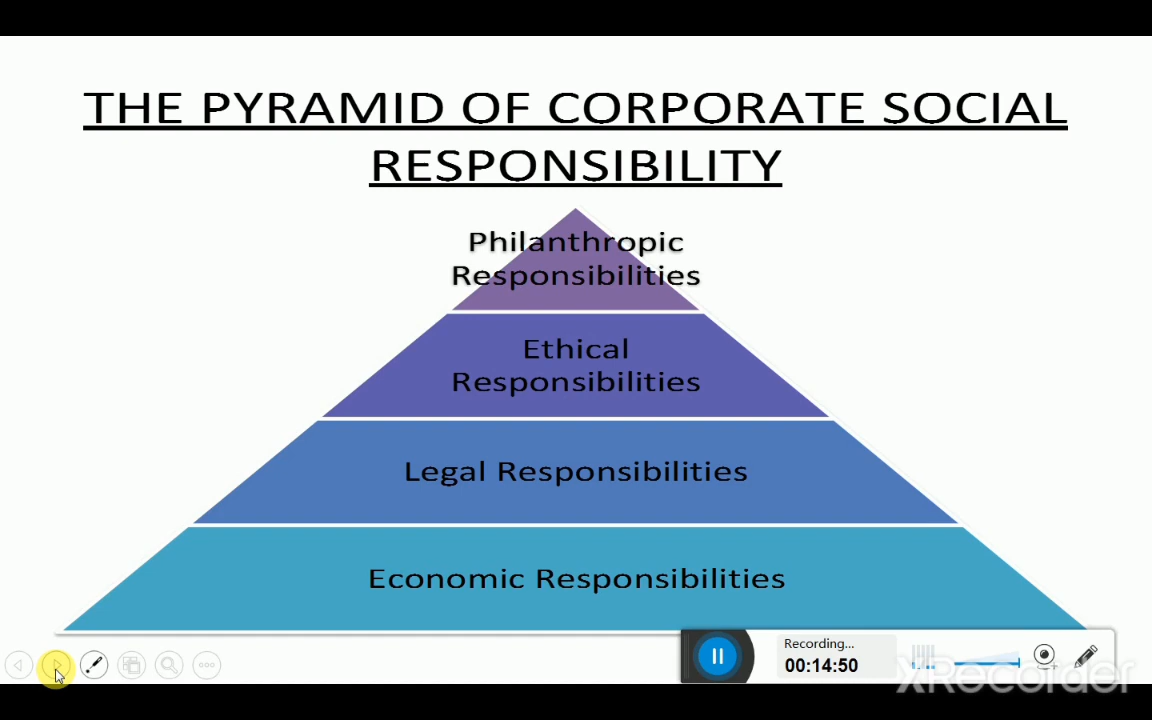 THE PYRAMID OF CORPORATE SOCIAL
RESPONSIBILITY
Philanthropic
Responsibilities
Ethical
Responsibilities
Legal Responsibilities
Economic Responsibilities
Recording...
00:14:50
XRecorder